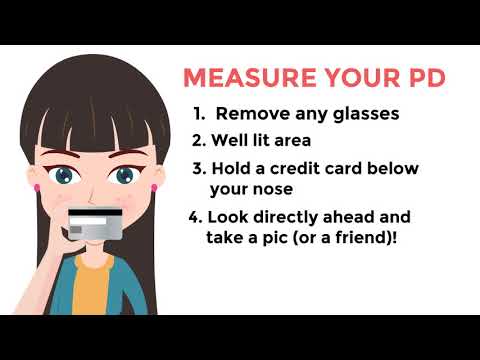 MEASURE YOUR PD
1. Remove any glasses
2. Well lit area
3. Hold a credit card below
your nose
4. Look directly ahead and
take a pic (or a friend)!